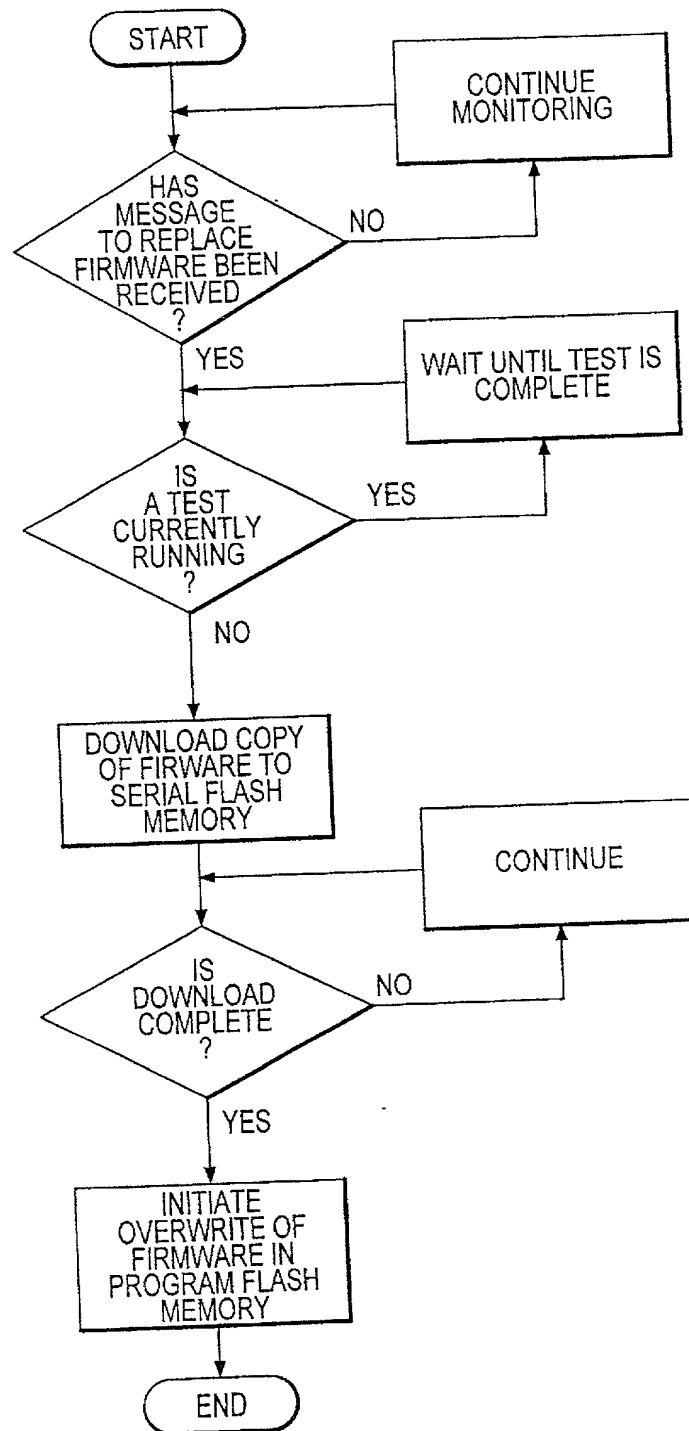 START
CONTINUE
MONITORING
HAS
MESSAGE
TO REPLACE
FIRMWARE BEEN
RECEIVED
?
NO
YES
WAIT UNTIL TEST IS
COMPLETE
IS
A TEST
CURRENTLY
RUNNING
?
YES
NO
DOWNLOAD COPY
OF FIRWARE TO
SERIAL FLASH
MEMORY
CONTINUE
IS
DOWNLOAD
COMPLETE
?
NO
YES
INITIATE
OVERWRITE OF
FIRMWARE IN
PROGRAM FLASH
MEMORY
END